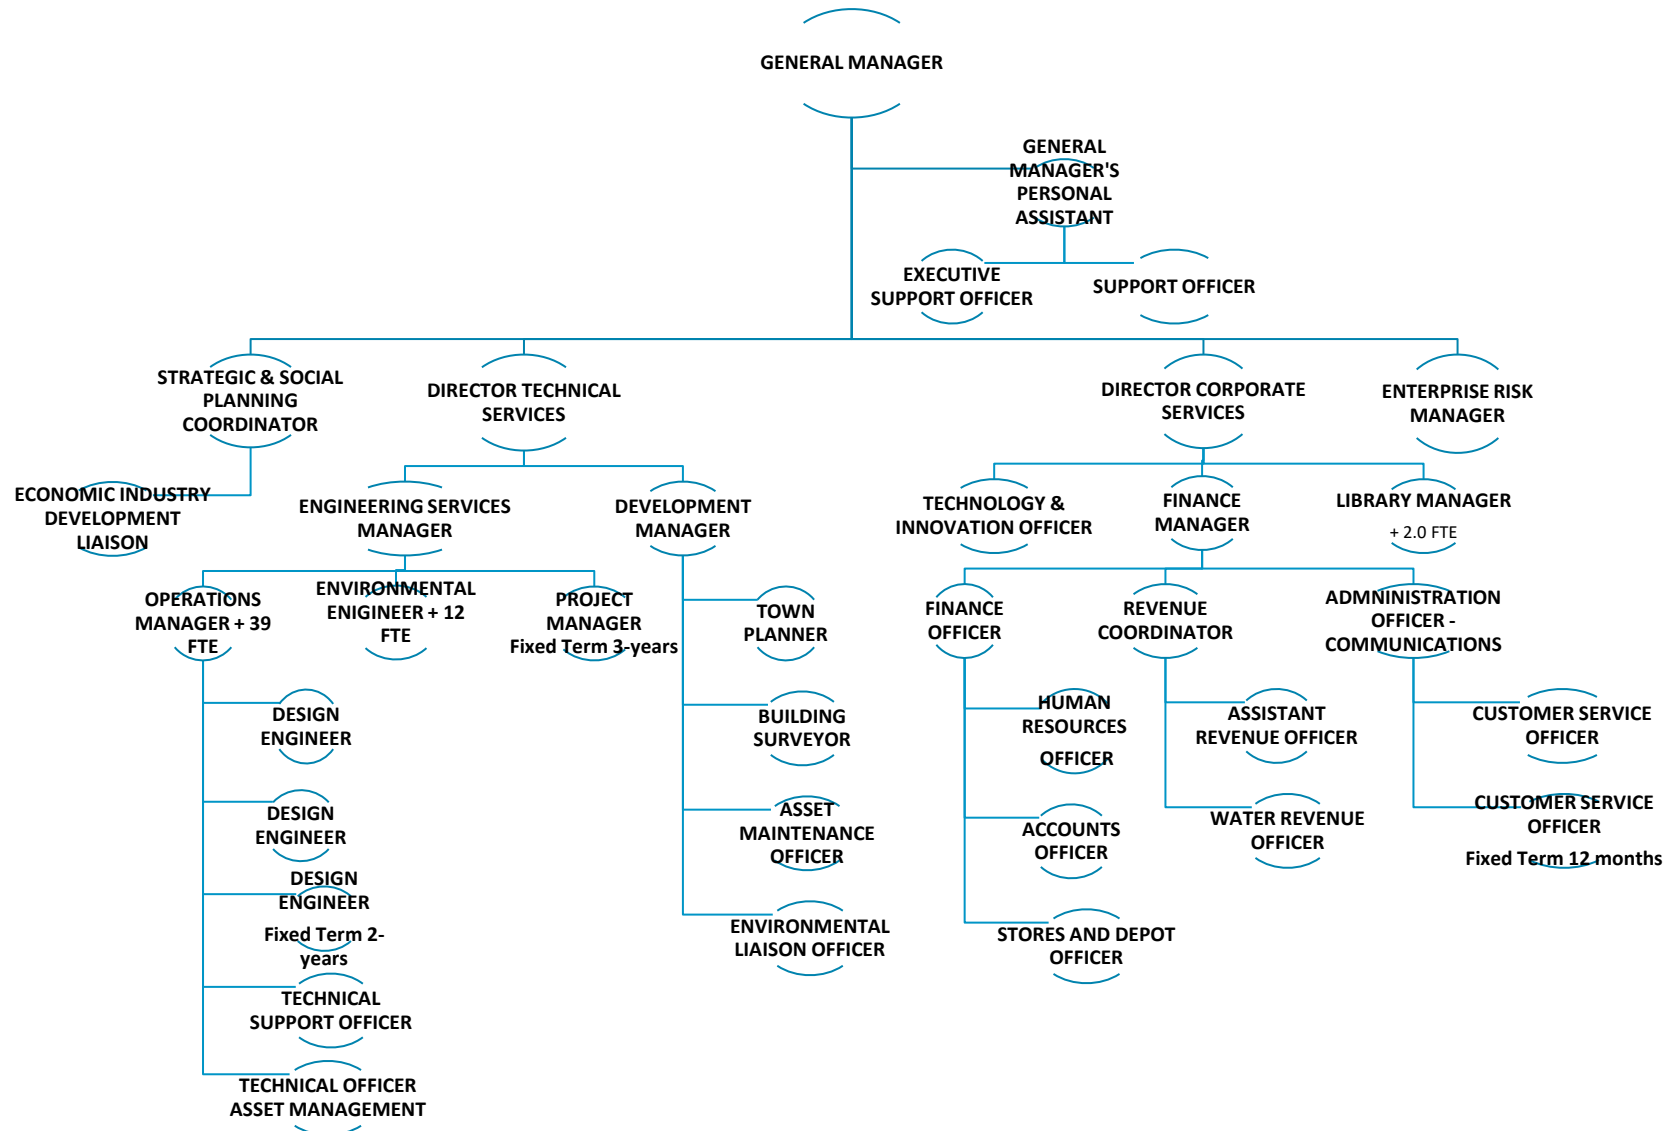 GENERAL MANAGER
GENERAL
MANAGER'S
PERSONAL
ASSISTANT
EXECUTIVE
SUPPORT OFFICER
SUPPORT OFFICER
STRATEGIC & SOCIAL
PLANNING
COORDINATOR
DIRECTOR TECHNICAL
SERVICES
DIRECTOR CORPORATE
SERVICES
ENTERPRISE RISK
MANAGER
ECONOMIC INDUSTRY
DEVELOPMENT
LIAISON
ENGINEERING SERVICES
MANAGER
DEVELOPMENT
MANAGER
TECHNOLOGY &
INNOVATION OFFICER
FINANCE
MANAGER
LIBRARY MANAGER
+ 2.0 FTE
OPERATIONS
MANAGER + 39
FTE
ENVIRONMENTAL
ENIGINEER + 12
FTE
PROJECT
MANAGER
Fixed Term 3-years
TOWN
PLANNER
FINANCE
OFFICER
REVENUE
COORDINATOR
ADMNINISTRATION
OFFICER -
COMMUNICATIONS
DESIGN
ENGINEER
BUILDING
SURVEYOR
HUMAN
RESOURCES
OFFICER
ASSISTANT
REVENUE OFFICER
CUSTOMER SERVICE
OFFICER
DESIGN
ENGINEER
ASSET
MAINTENANCE
OFFICER
ACCOUNTS
OFFICER
WATER REVENUE
OFFICER
CUSTOMER SERVICE
OFFICER
Fixed Term 12 months
DESIGN
ENGINEER
Fixed Term 2-
years
ENVIRONMENTAL
LIAISON OFFICER
STORES AND DEPOT
OFFICER
TECHNICAL
SUPPORT OFFICER
TECHNICAL OFFICER
ASSET MANAGEMENT